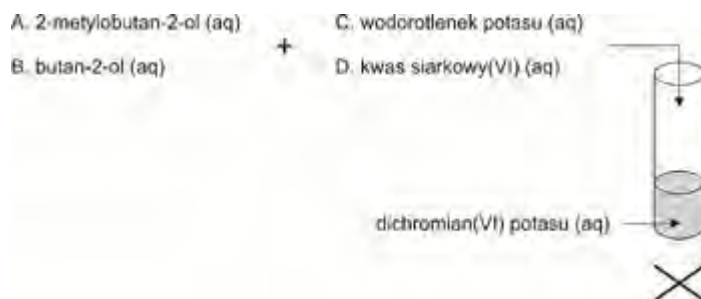 A. 2-metylobutan-2-ol (aq)
B. butan-2-ol (aq)
+
C. wodorotlenek potasu (aq)
D. kwas siarkowy(VI) (aq)
dichromian(VI) potasu (aq)